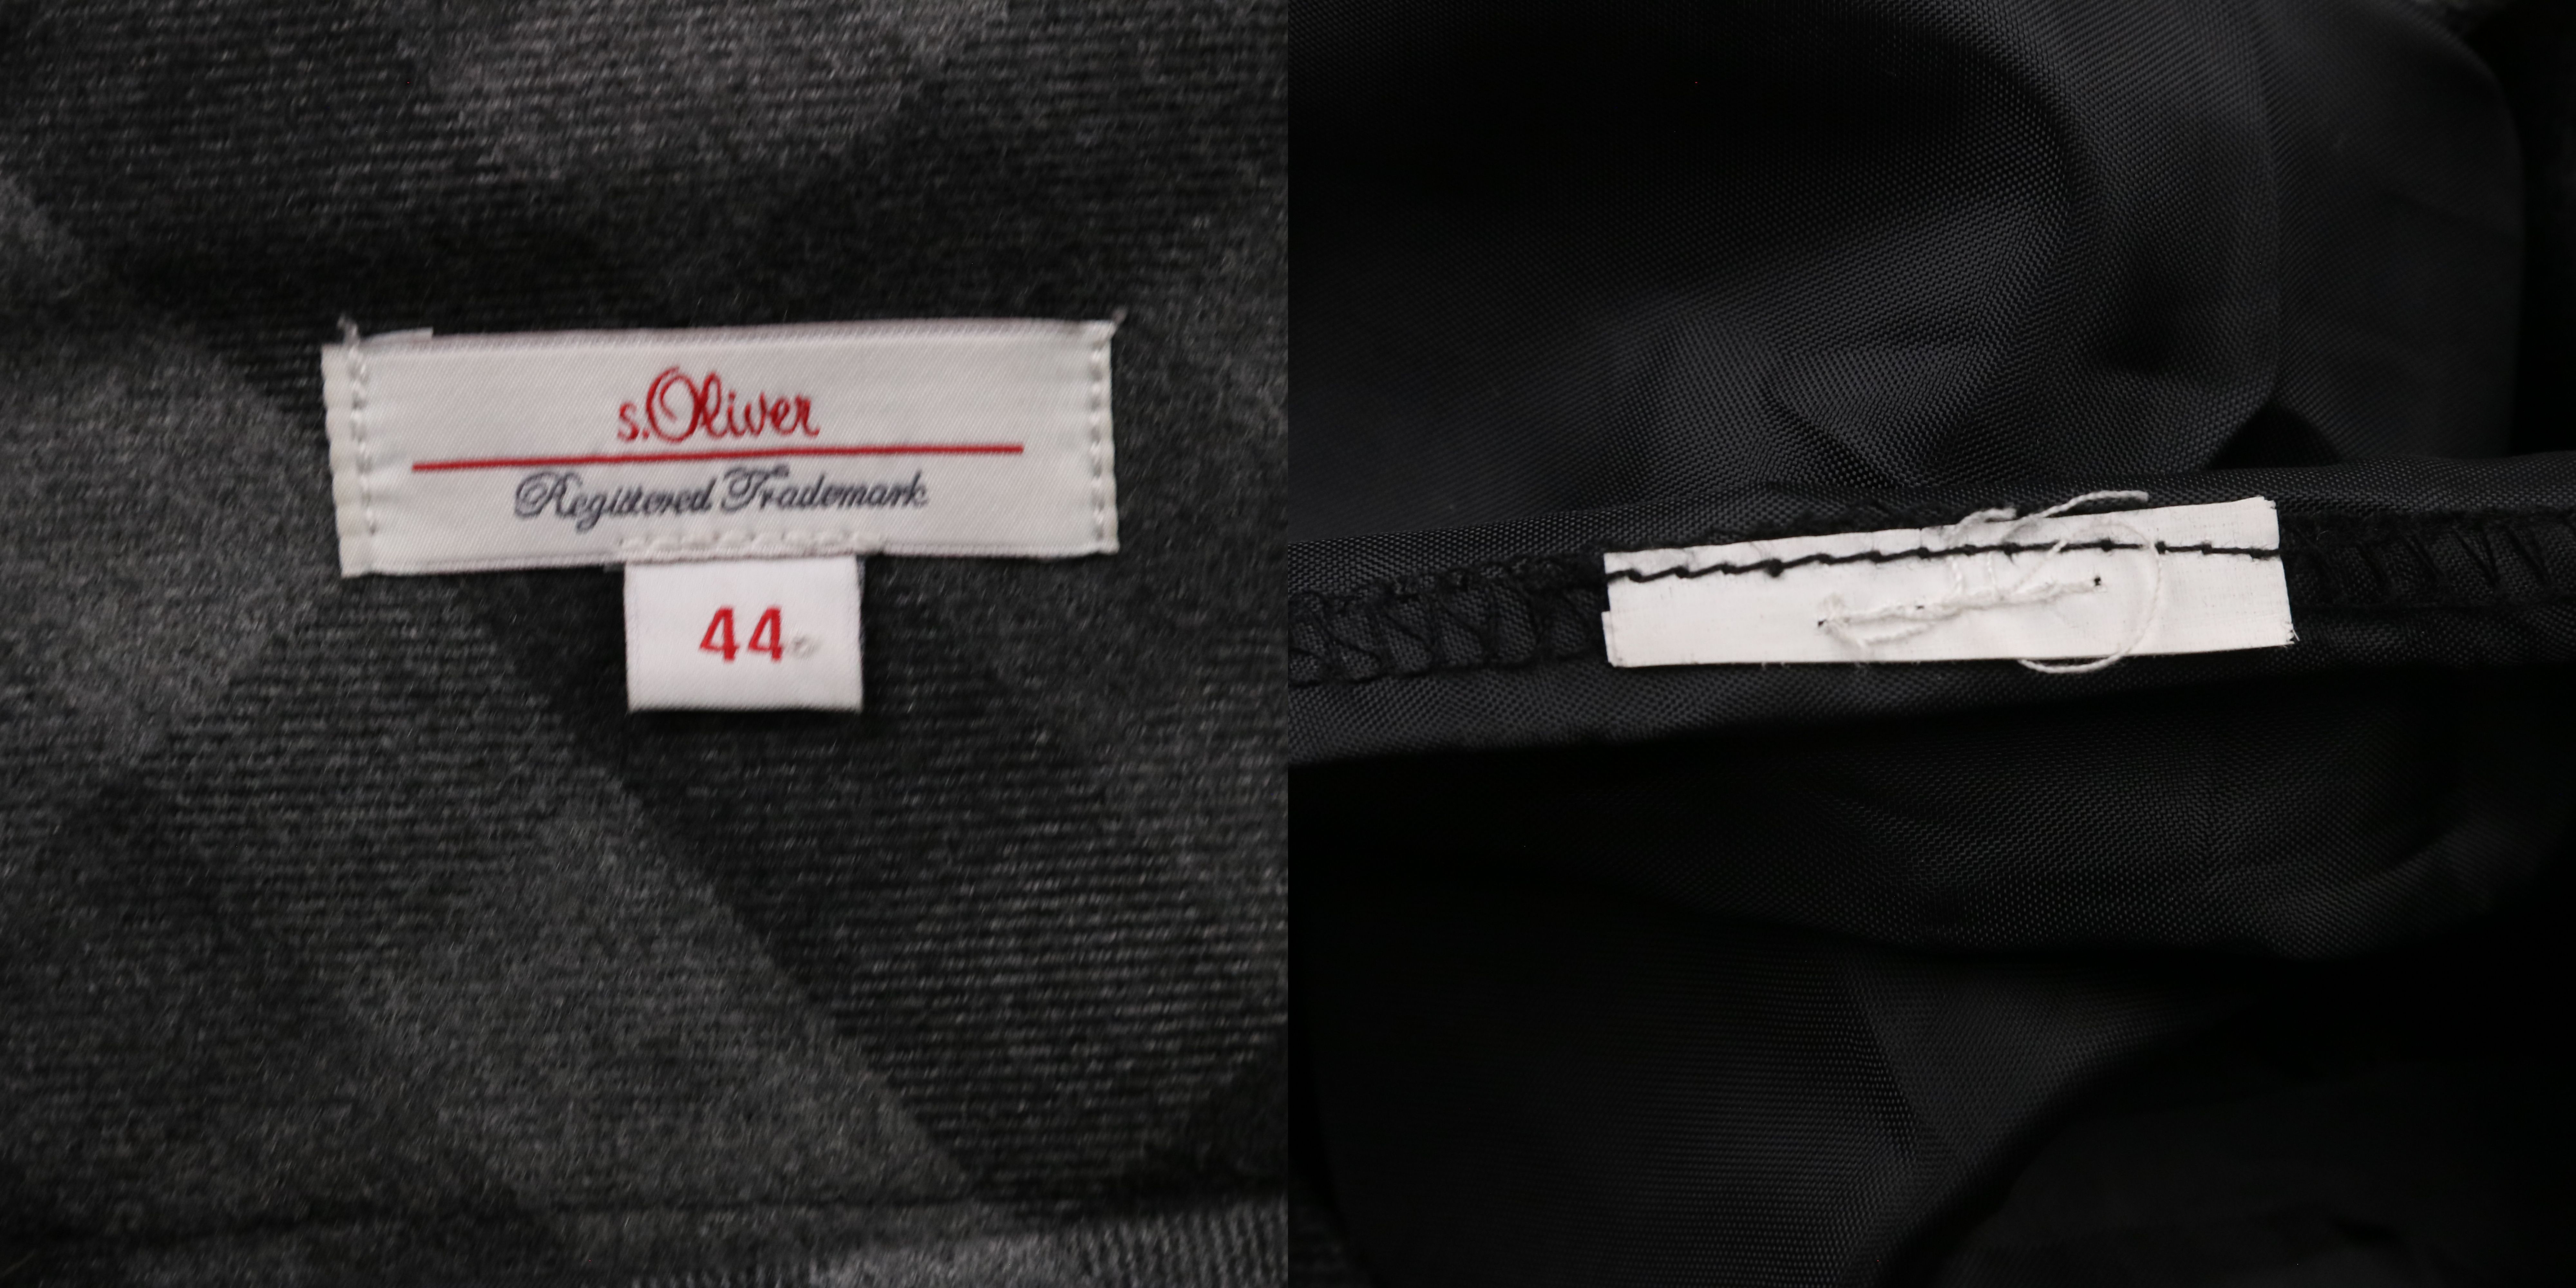 s.Oliver
Registered Trademark
44